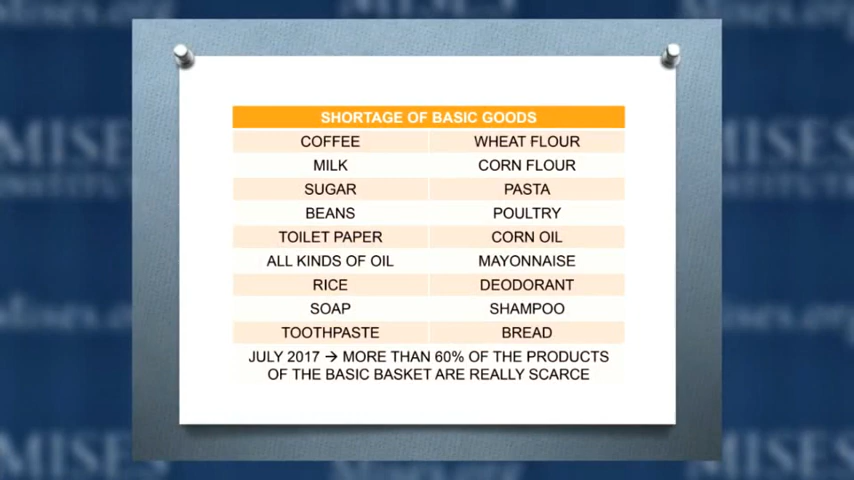 SHORTAGE OF BASIC GOODS
COFFEE WHEAT FLOUR
MILK CORN FLOUR
SUGAR PASTA
BEANS POULTRY
TOILET PAPER CORN OIL
ALL KINDS OF OIL MAYONNAISE
RICE DEODORANT
SOAP SHAMPOO
TOOTHPASTE BREAD
JULY 2017 → MORE THAN 60% OF THE PRODUCTS
OF THE BASIC BASKET ARE REALLY SCARCE